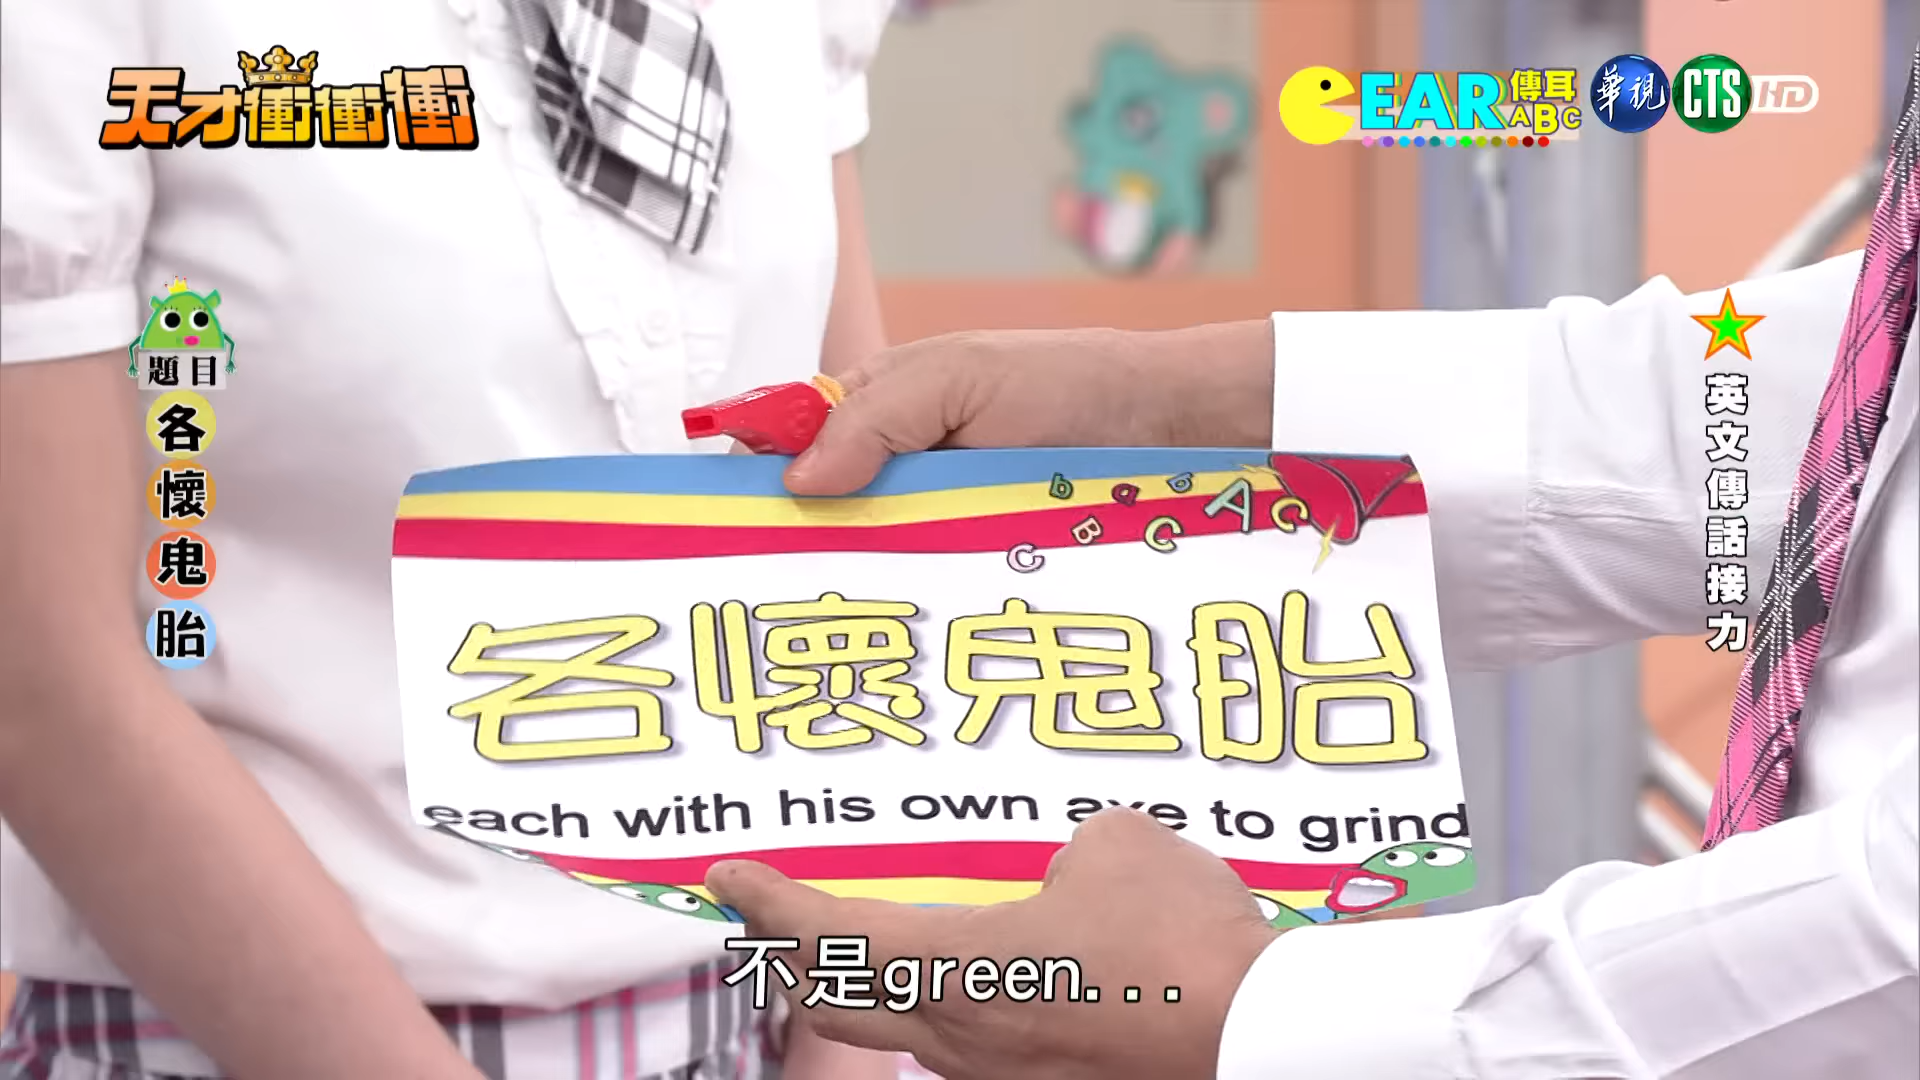 天才衝衝衝
EAR 傳耳
ABC
華視 CTS HD
題目
各懷鬼胎
英文傳話接力
b a b A C
B C
C
各懷鬼胎
each with his own axe to grind
不是green...